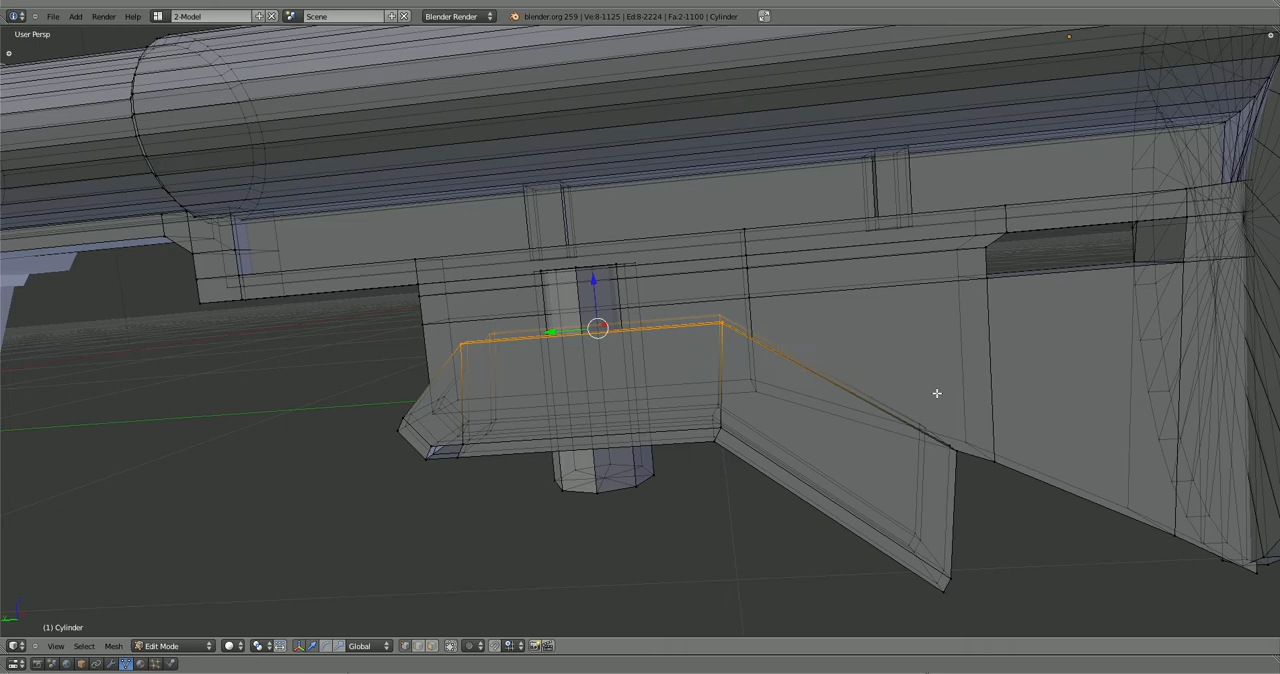 File Add Render Help 2-Model Scene Blender Render blender.org 259 | Ve:8-1125 | Ed:8-2224 | Fa:2-1100 | Cylinder
User Persp
(1) Cylinder
View Select Mesh Edit Mode Global